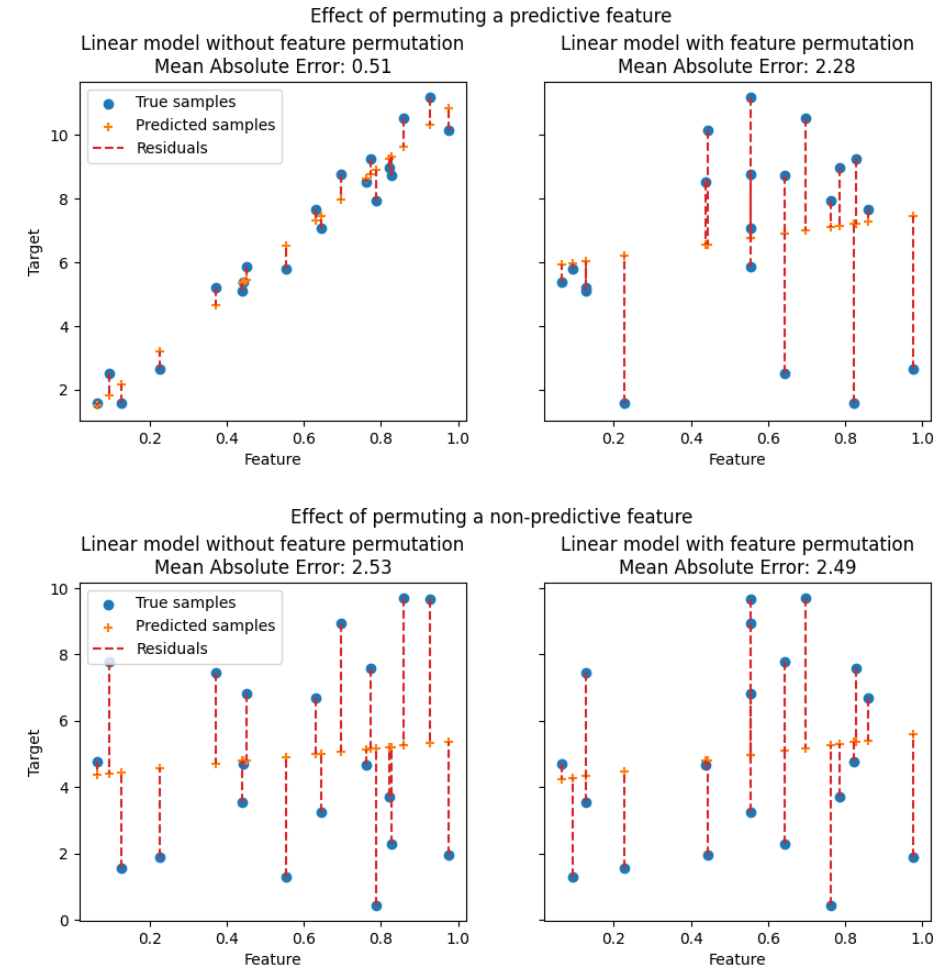 Effect of permuting a predictive feature
Linear model without feature permutation
Mean Absolute Error: 0.51
True samples
Predicted samples
Residuals
10
8
6
4
2
Target
0.2 0.4 0.6 0.8 1.0
Feature
Linear model with feature permutation
Mean Absolute Error: 2.28
0.2 0.4 0.6 0.8 1.0
Feature
Effect of permuting a non-predictive feature
Linear model without feature permutation
Mean Absolute Error: 2.53
True samples
Predicted samples
Residuals
10
8
6
4
2
0
Target
0.2 0.4 0.6 0.8 1.0
Feature
Linear model with feature permutation
Mean Absolute Error: 2.49
0.2 0.4 0.6 0.8 1.0
Feature